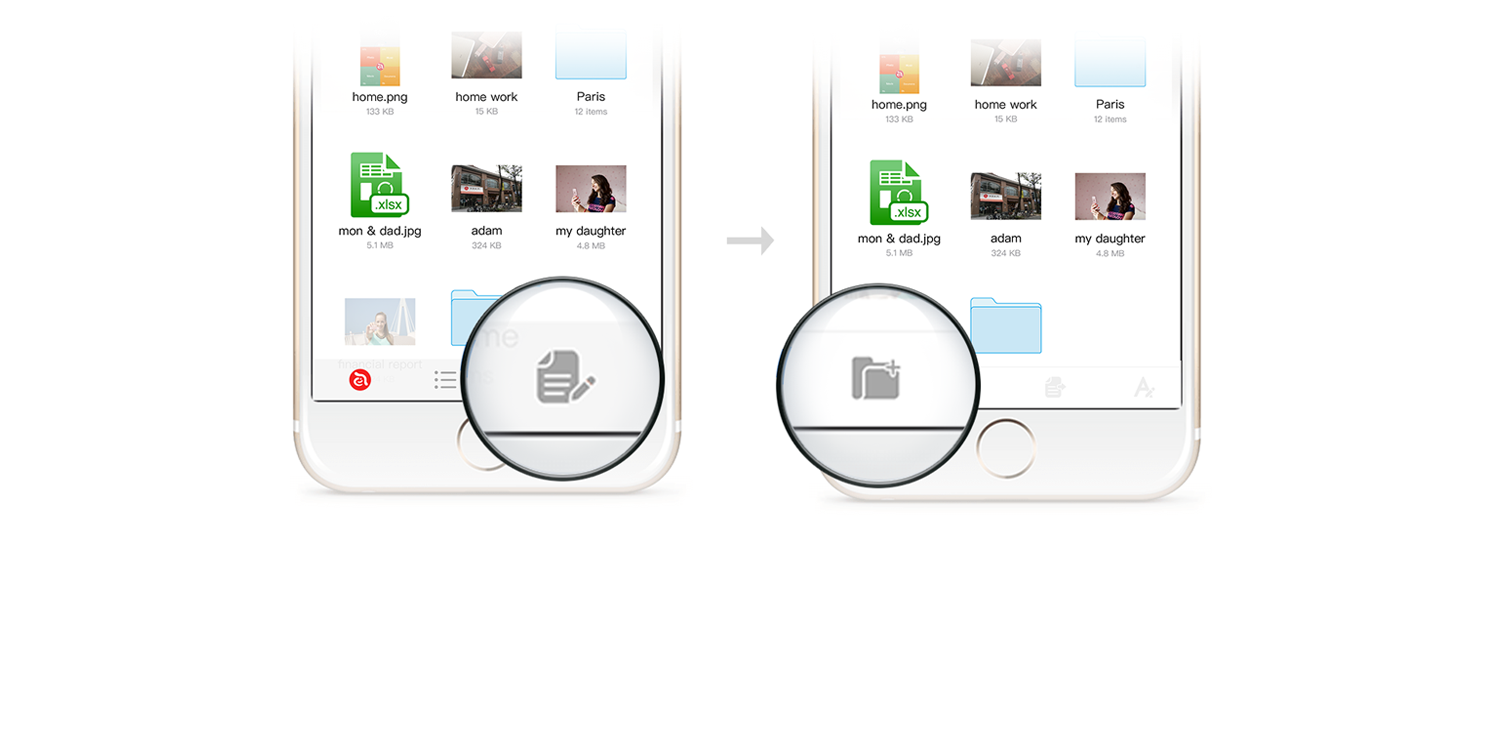 home.png
home work
Paris
133 KB
15 KB
12 items
.xlsx
mon & dad.jpg
adam
my daughter
5.1 MB
324 KB
4.8 MB
financial report
me
ns
home.png
home work
Paris
133 KB
15 KB
12 items
.xlsx
mon & dad.jpg
adam
my daughter
5.1 MB
324 KB
4.8 MB